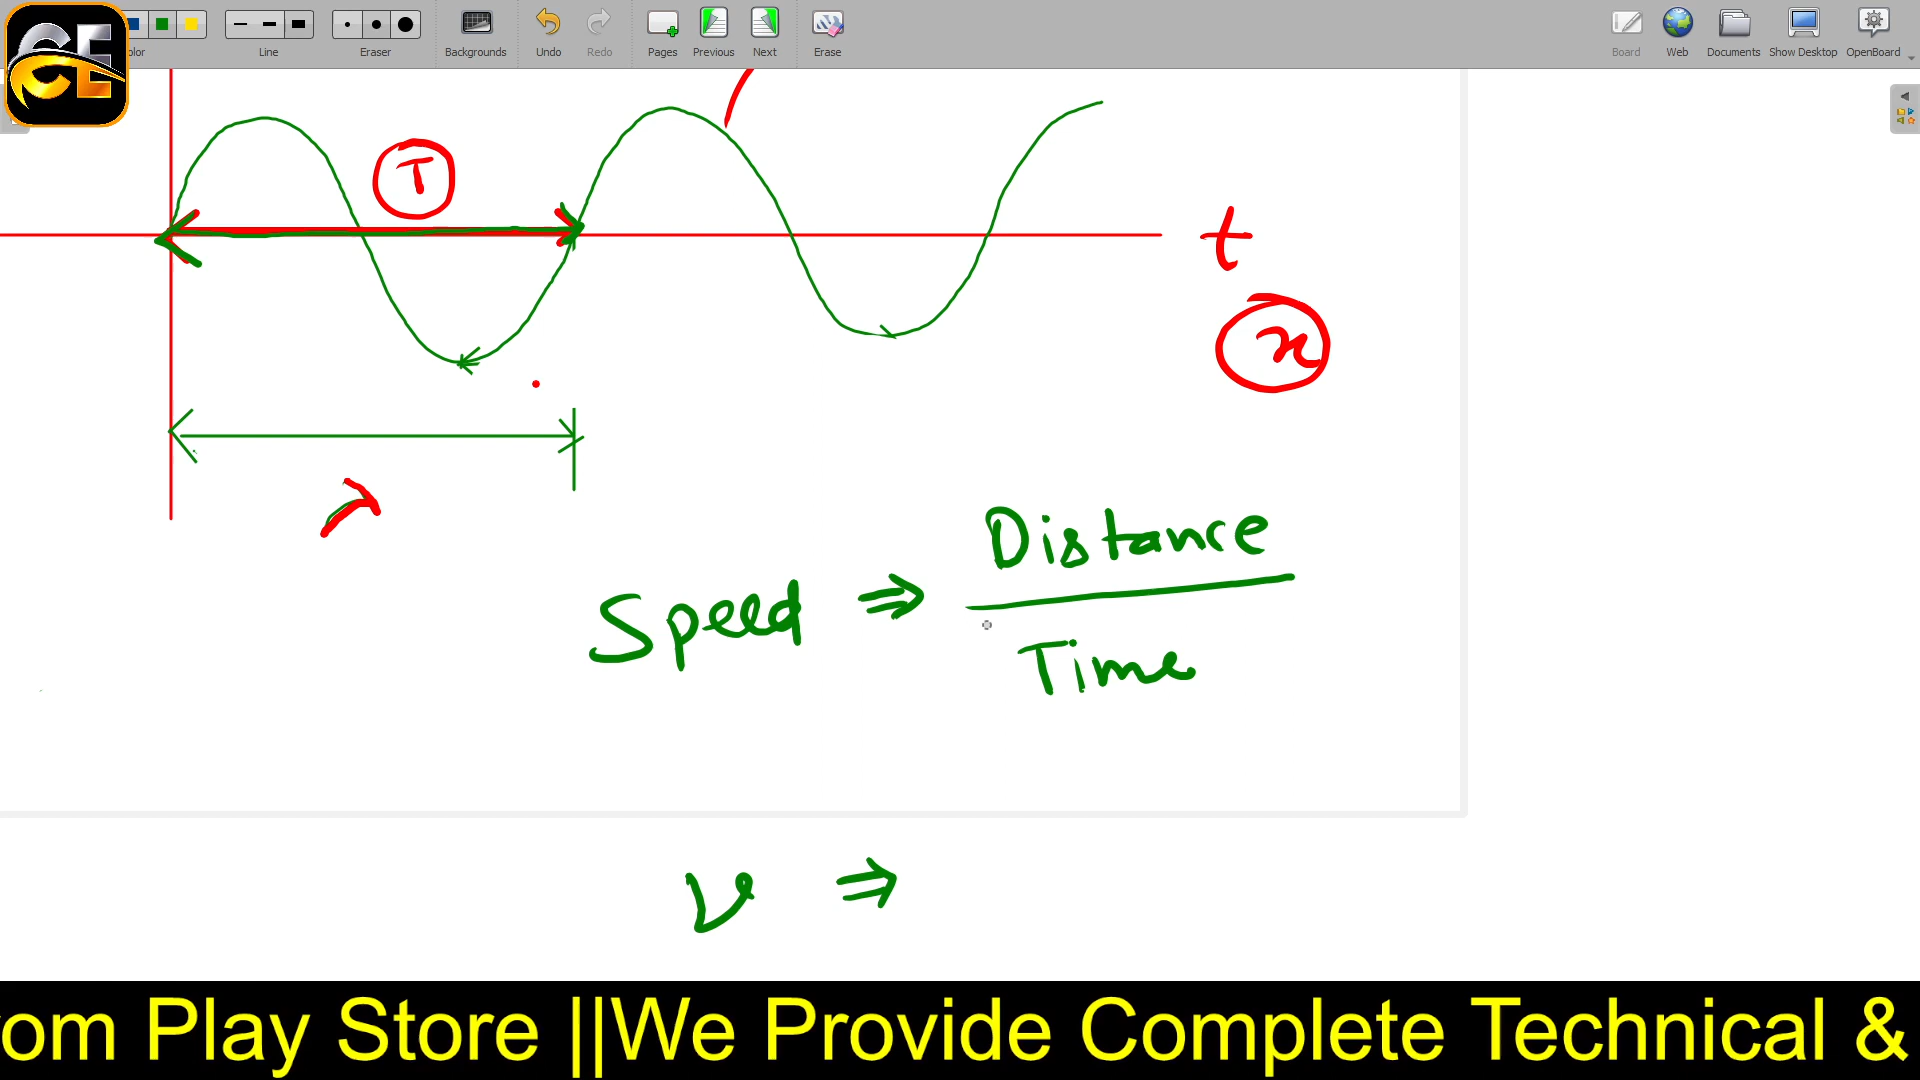 GE
olor
Line
Eraser
Backgrounds
Undo
Redo
Pages
Previous
Next
Erase
Board
Web
Documents
Show Desktop
OpenBoard
T
t
x
Distance
Speed ⇒
Time
v ⇒
om Play Store ||We Provide Complete Technical &